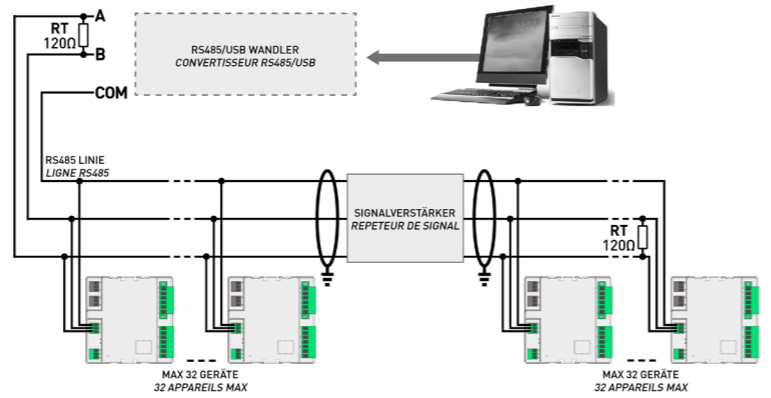 A
RT
120Ω
B
COM
RS485/USB WANDLER
CONVERTISSEUR RS485/USB
RS485 LINIE
LIGNE RS485
SIGNALVERSTÄRKER
REPETEUR DE SIGNAL
RT
120Ω
MAX 32 GERÄTE
32 APPAREILS MAX
MAX 32 GERÄTE
32 APPAREILS MAX